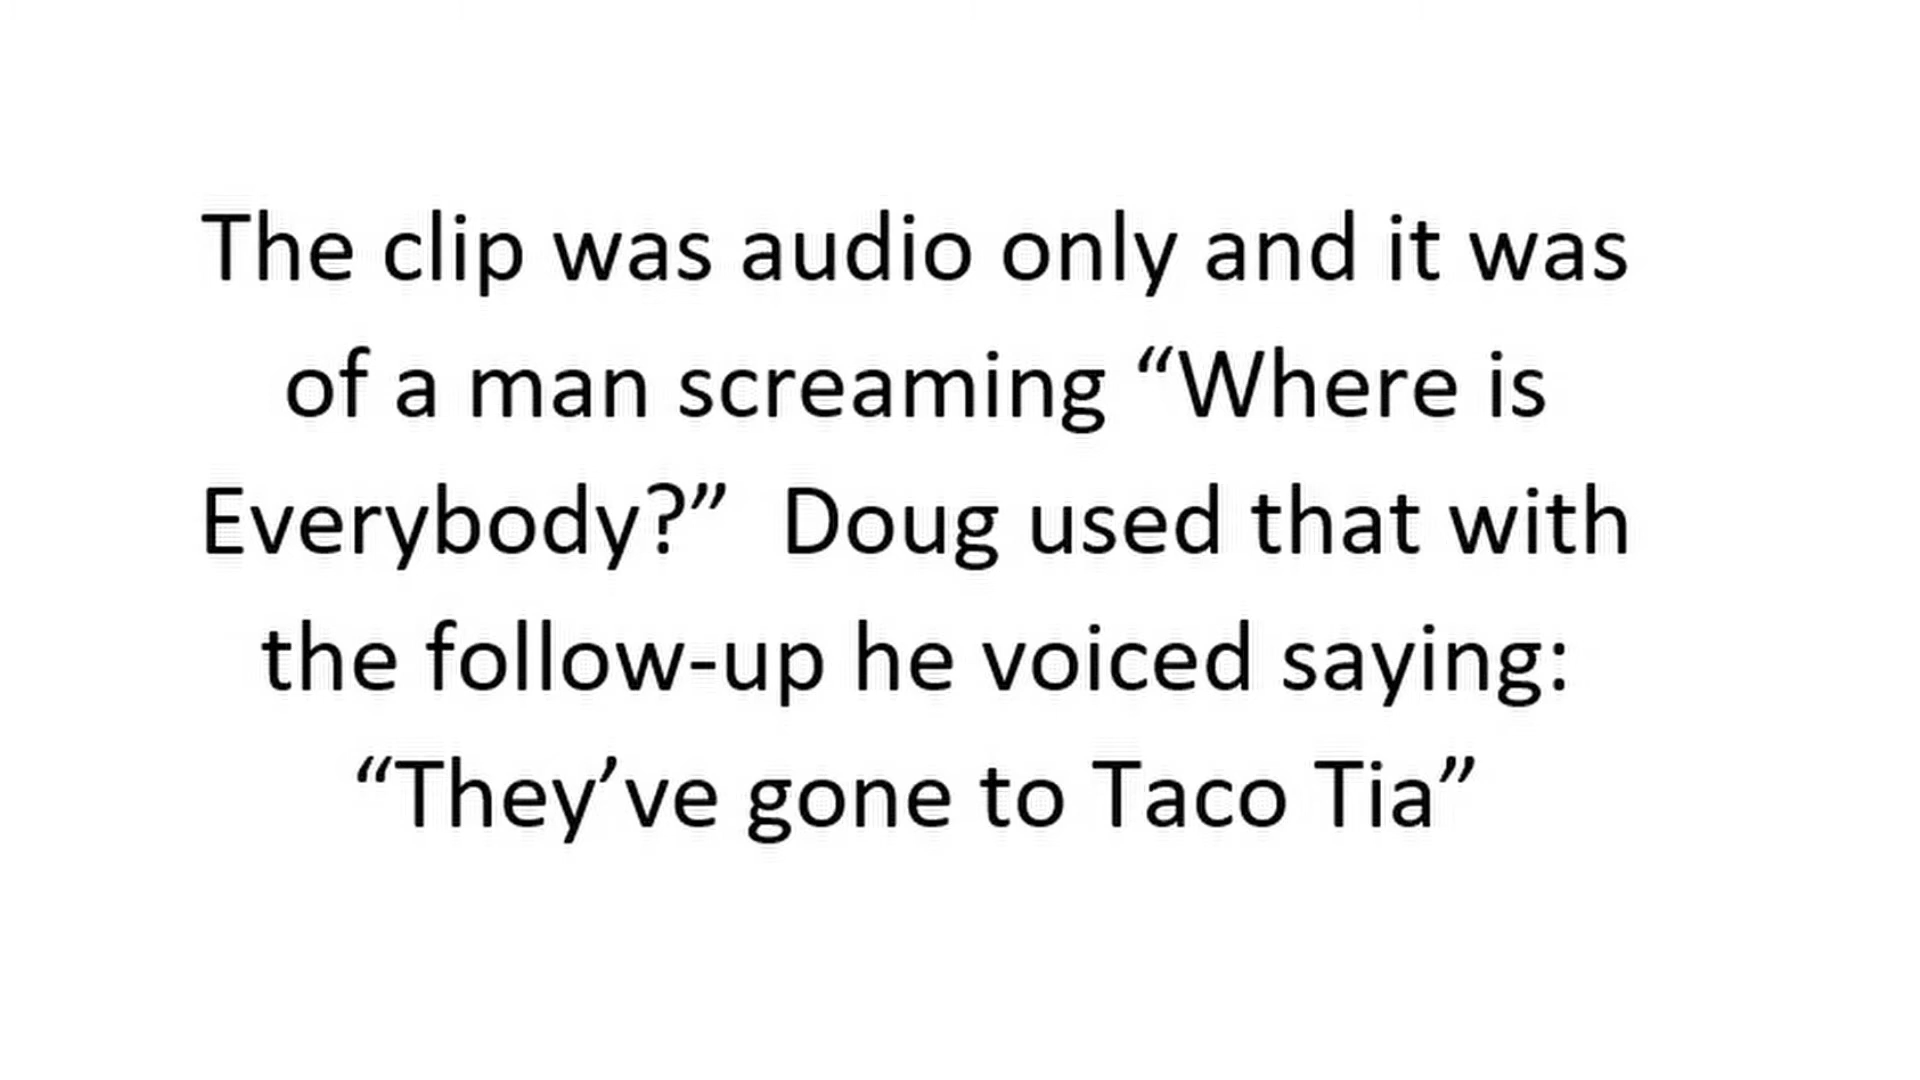 The clip was audio only and it was
of a man screaming “Where is
Everybody?”  Doug used that with
the follow-up he voiced saying:
“They’ve gone to Taco Tia”